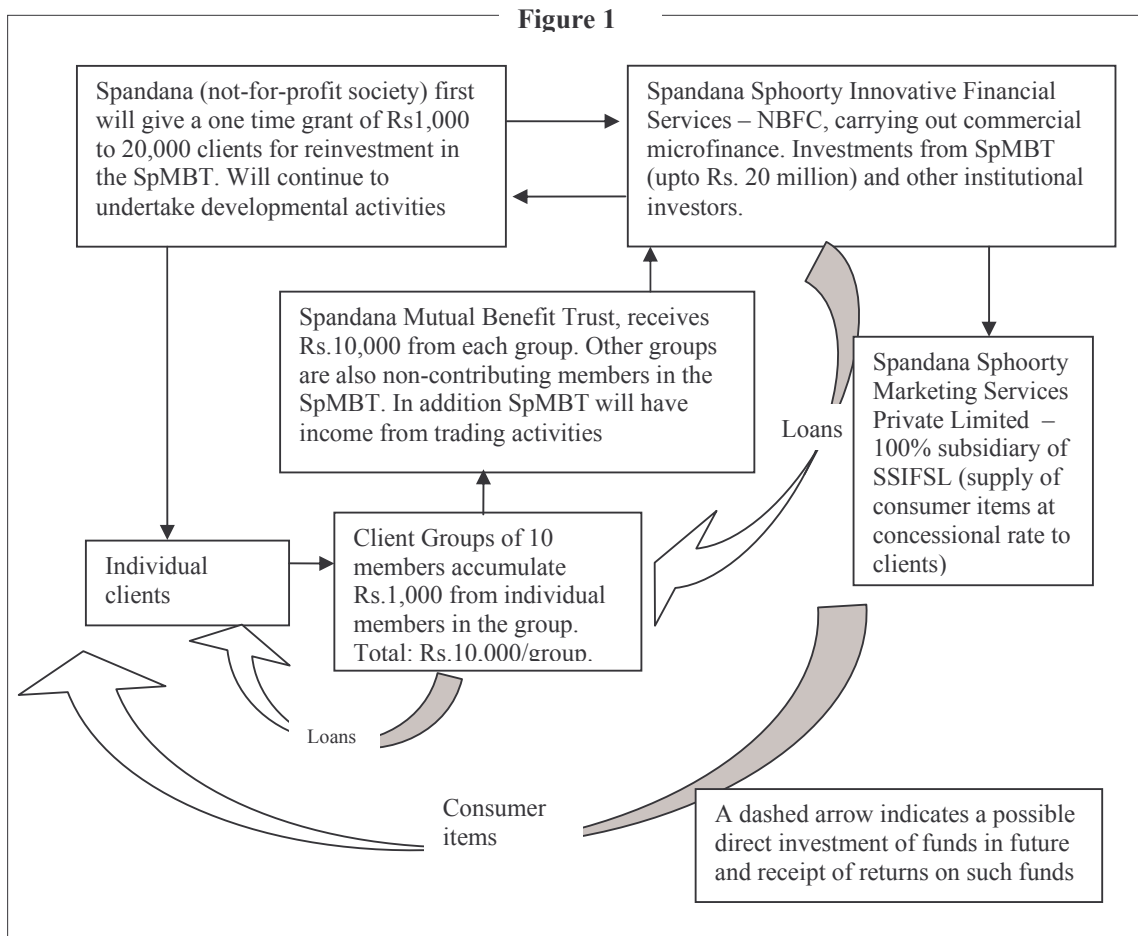 Figure 1
Spandana (not-for-profit society) first
will give a one time grant of Rs1,000
to 20,000 clients for reinvestment in
the SpMBT. Will continue to
undertake developmental activities
Spandana Sphoorty Innovative Financial
Services – NBFC, carrying out commercial
microfinance. Investments from SpMBT
(upto Rs. 20 million) and other institutional
investors.
Spandana Mutual Benefit Trust, receives
Rs.10,000 from each group. Other groups
are also non-contributing members in the
SpMBT. In addition SpMBT will have
income from trading activities
Loans
Spandana Sphoorty
Marketing Services
Private Limited –
100% subsidiary of
SSIFSL (supply of
consumer items at
concessional rate to
clients)
Individual
clients
Client Groups of 10
members accumulate
Rs.1,000 from individual
members in the group.
Total: Rs.10.000/group.
Loans
Consumer
items
A dashed arrow indicates a possible
direct investment of funds in future
and receipt of returns on such funds